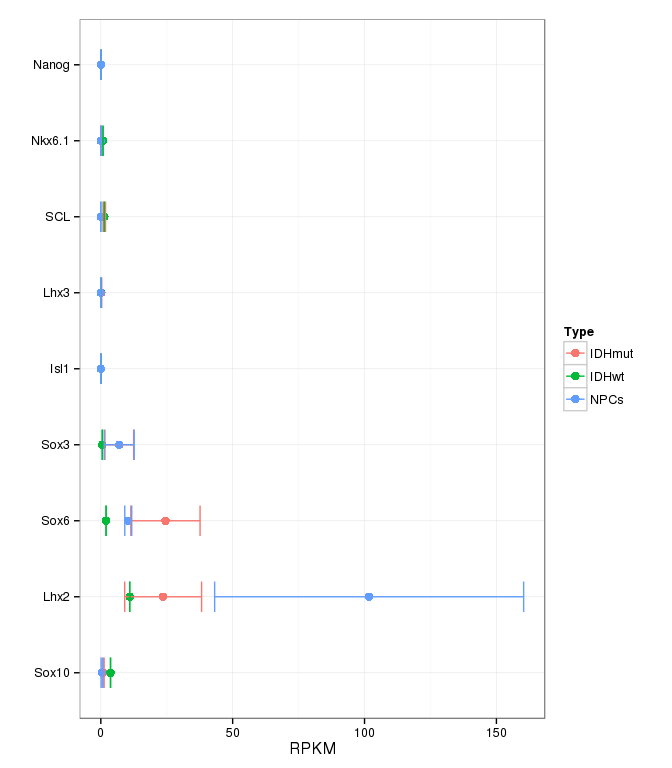 Nanog
Nkx6.1
SCL
Lhx3
Isl1
Sox3
Sox6
Lhx2
Sox10
0 50 100 150
RPKM
Type
IDHmut
IDHwt
NPCs